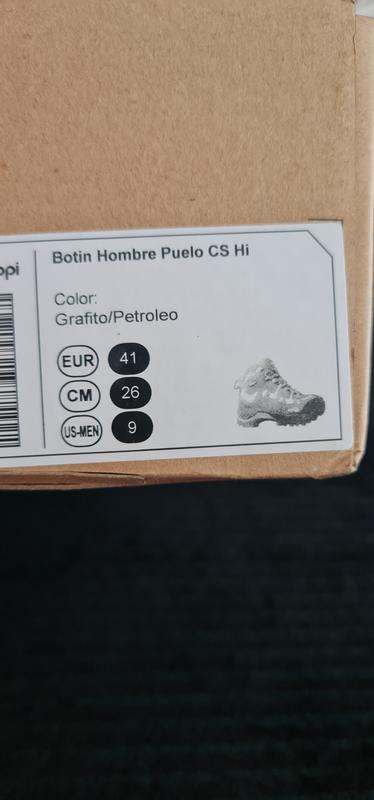 Botin Hombre Puelo CS Hi
Color:
Grafito/Petroleo
EUR 41
CM 26
US-MEN 9